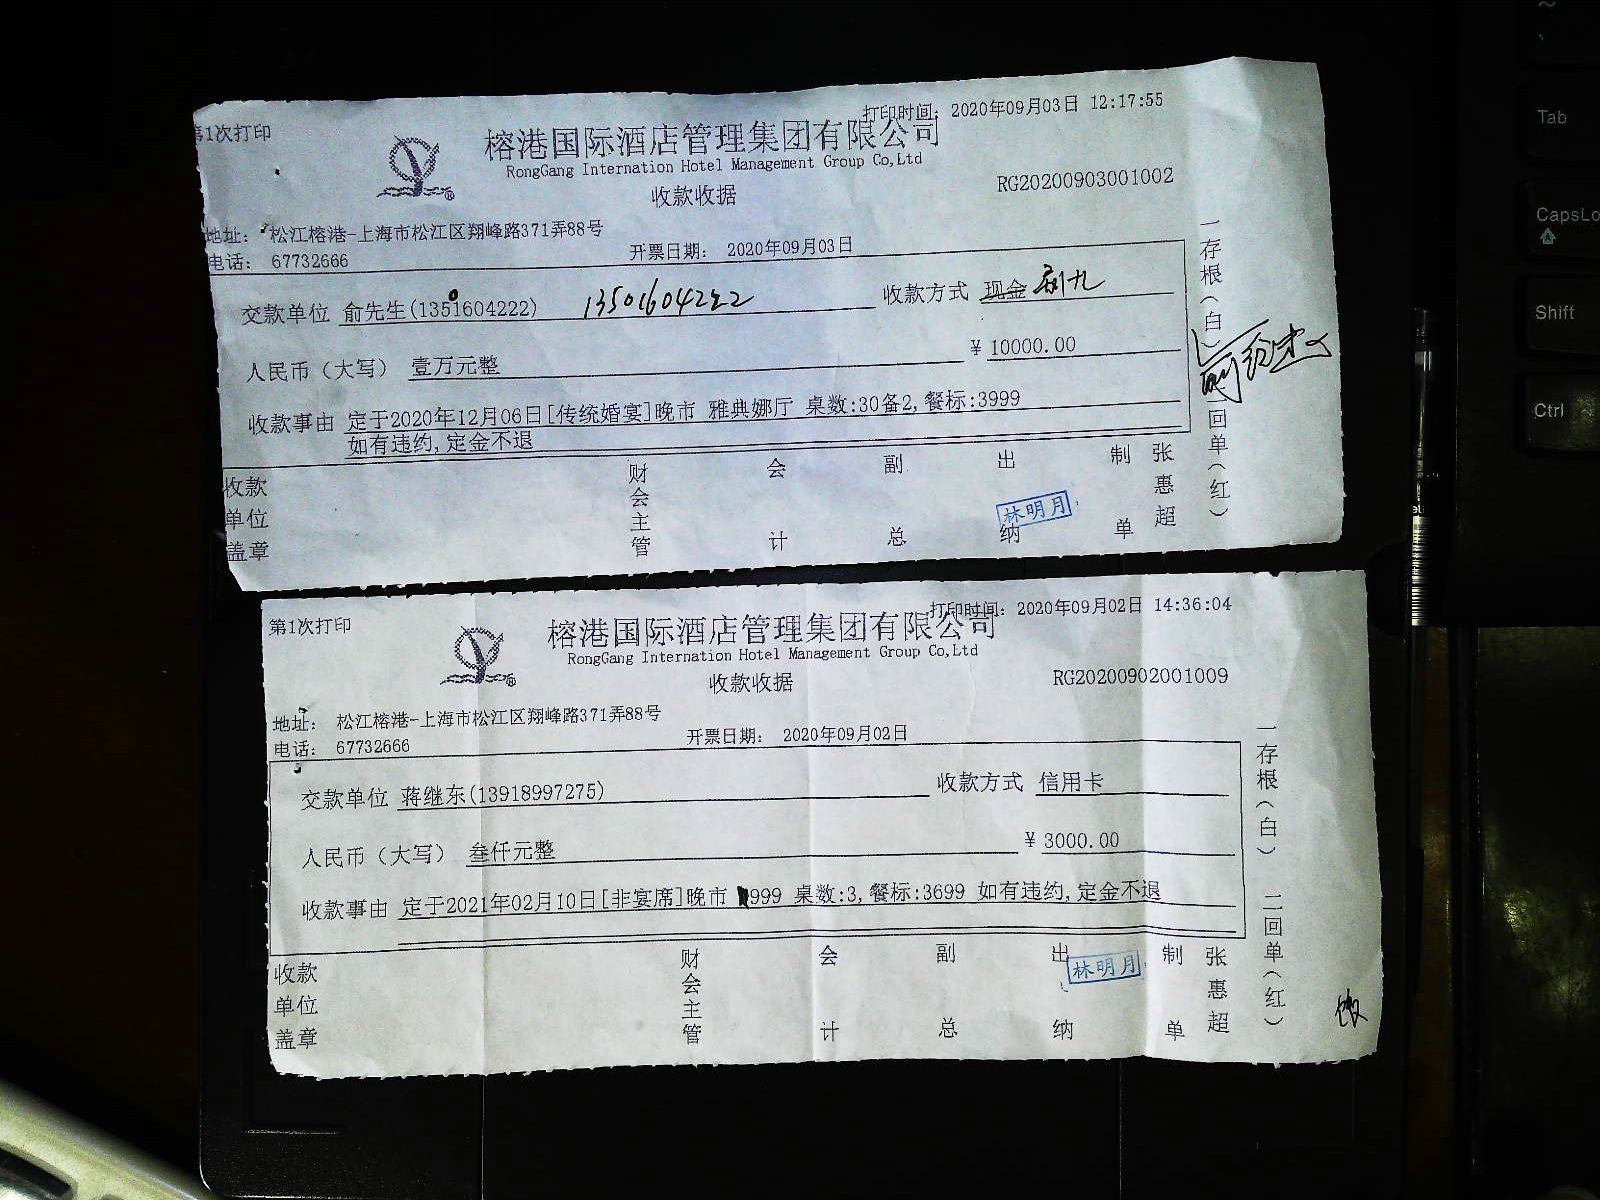 第1次打印
打印时间: 2020年09月03日 12:17:55
榕港国际酒店管理集团有限公司
RongGang Internation Hotel Management Group Co,Ltd
收款收据
RG20200903001002
地址: 松江榕港-上海市松江区翔峰路371弄88号
电话: 67732666
开票日期: 2020年09月03日
交款单位 俞先生(13501604222) 13501604222 收款方式 现金
人民币(大写) 壹万元整 ¥ 10000.00
收款事由 定于2020年12月06日[传统婚宴]晚市 雅典娜厅 桌数:30备2,餐标:3999
如有违约,定金不退
收款单位盖章 财会主管 会计 副总 出纳 林明月 制单 张惠超
一存根(白) 二回单(红)
第1次打印
打印时间: 2020年09月02日 14:36:04
榕港国际酒店管理集团有限公司
RongGang Internation Hotel Management Group Co,Ltd
收款收据
RG20200902001009
地址: 松江榕港-上海市松江区翔峰路371弄88号
电话: 67732666
开票日期: 2020年09月02日
交款单位 蒋继东(13918997275) 收款方式 信用卡
人民币(大写) 叁仟元整 ¥ 3000.00
收款事由 定于2021年02月10日[非宴席]晚市 999 桌数:3,餐标:3699 如有违约,定金不退
收款单位盖章 财会主管 会计 副总 出纳 林明月 制单 张惠超
一存根(白) 二回单(红)
Tab
CapsLo
Shift
Ctrl